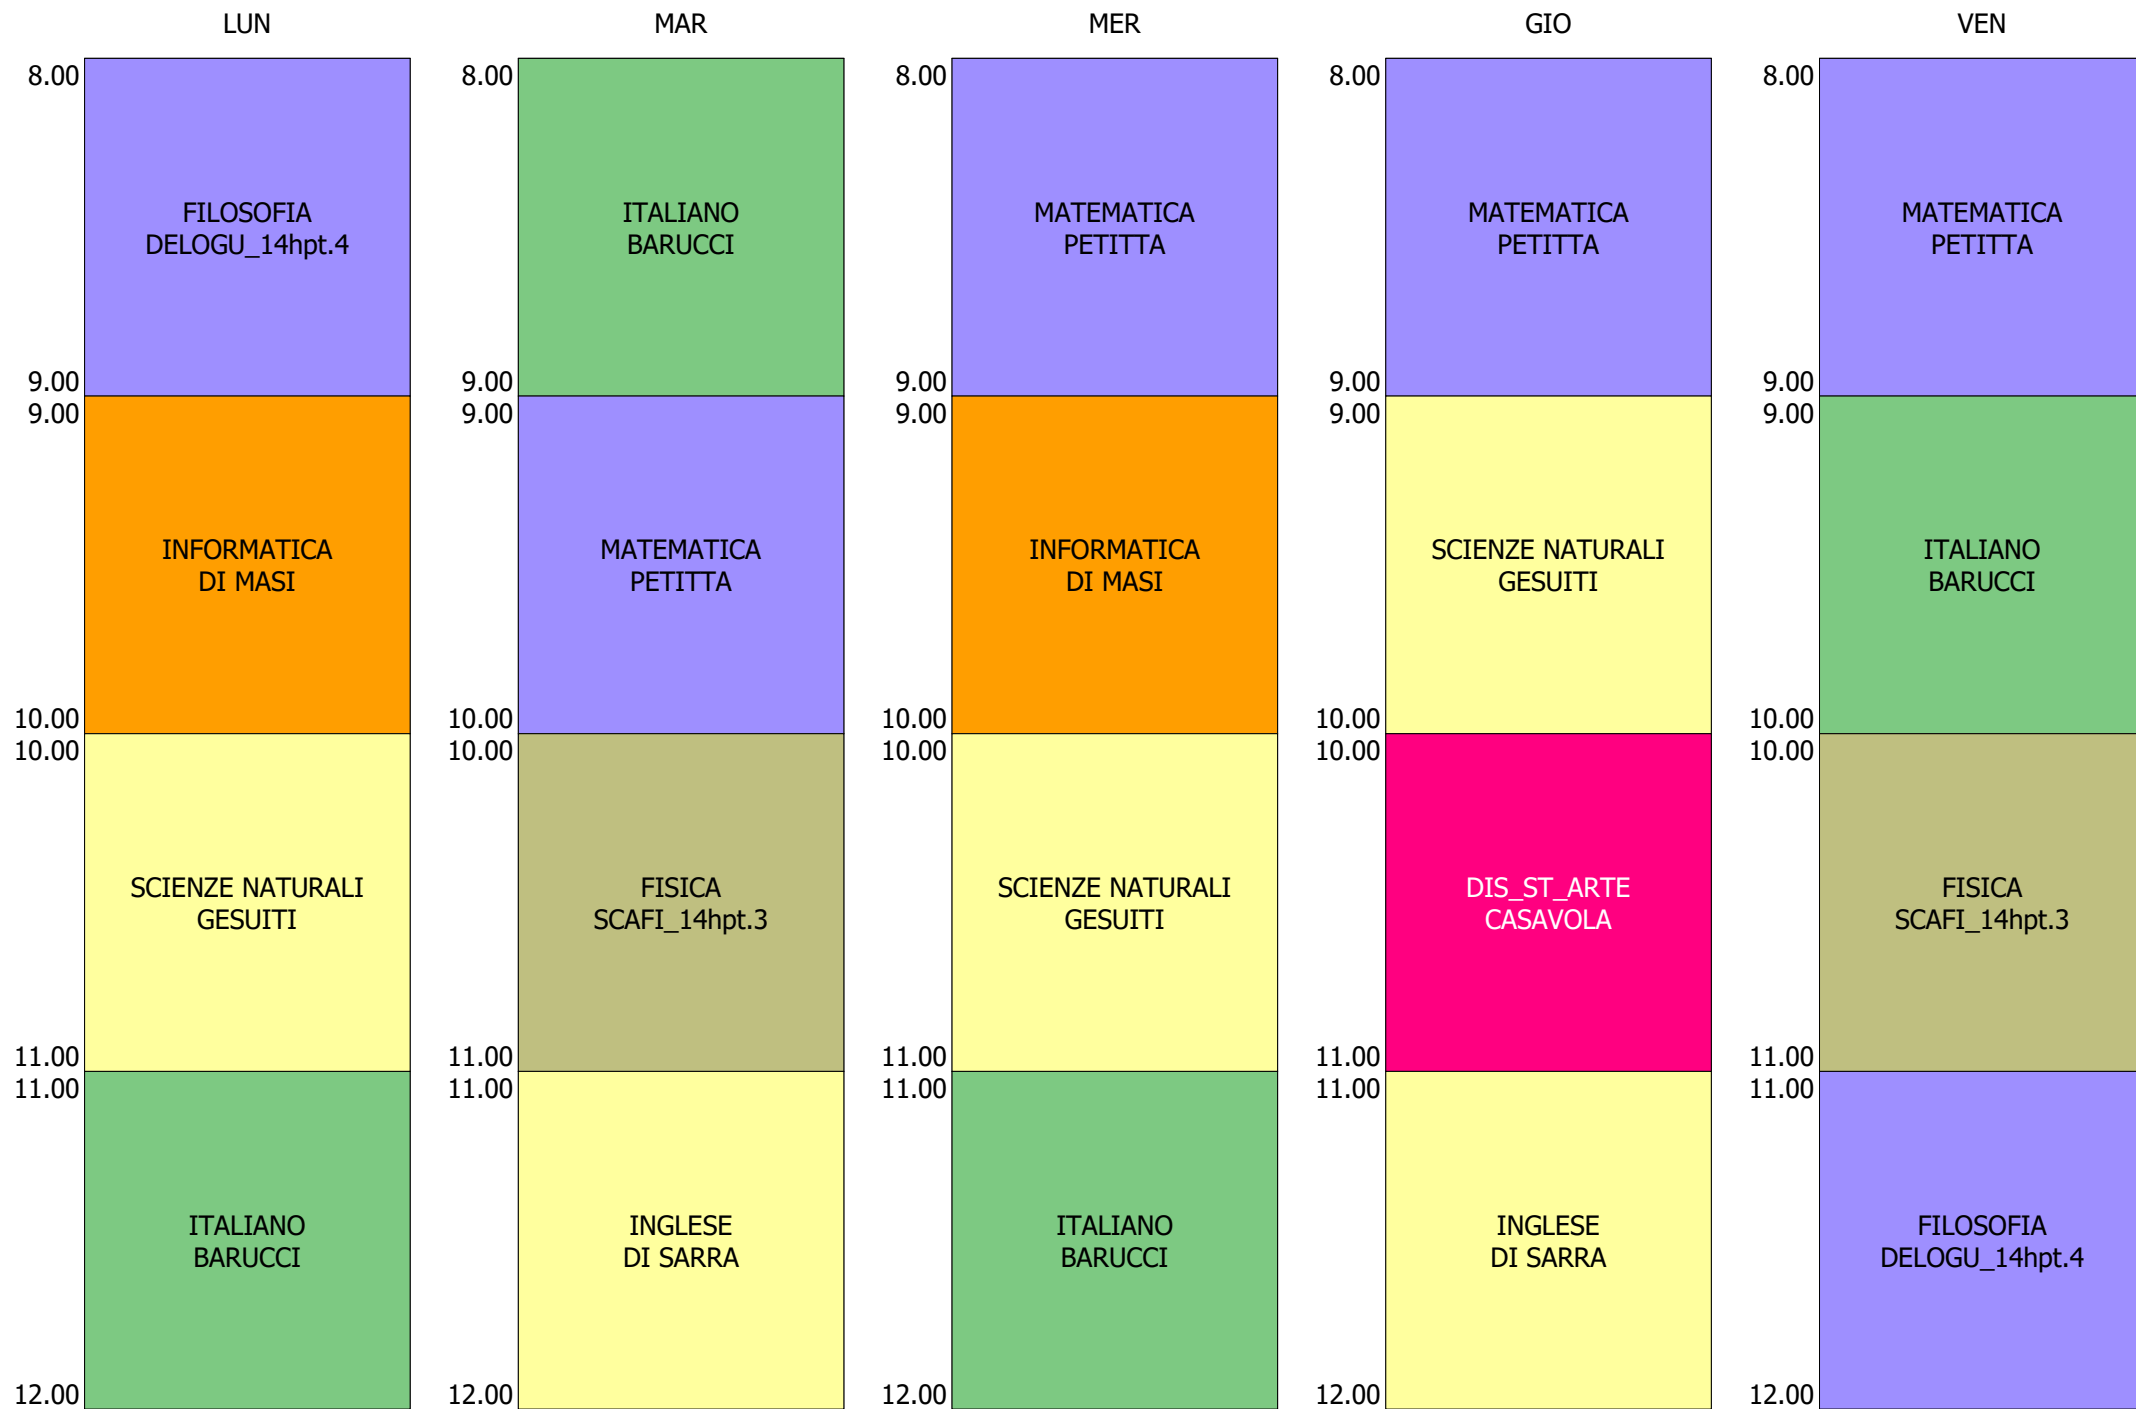 LUN
MAR
MER
GIO
VEN
8.00
FILOSOFIA
DELOGU_14hpt.4
9.00
9.00
INFORMATICA
DI MASI
10.00
10.00
SCIENZE NATURALI
GESUITI
11.00
11.00
ITALIANO
BARUCCI
12.00
8.00
ITALIANO
BARUCCI
9.00
9.00
MATEMATICA
PETITTA
10.00
10.00
FISICA
SCAFI_14hpt.3
11.00
11.00
INGLESE
DI SARRA
12.00
8.00
MATEMATICA
PETITTA
9.00
9.00
INFORMATICA
DI MASI
10.00
10.00
SCIENZE NATURALI
GESUITI
11.00
11.00
ITALIANO
BARUCCI
12.00
8.00
MATEMATICA
PETITTA
9.00
9.00
SCIENZE NATURALI
GESUITI
10.00
10.00
DIS_ST_ARTE
CASAVOLA
11.00
11.00
INGLESE
DI SARRA
12.00
8.00
MATEMATICA
PETITTA
9.00
9.00
ITALIANO
BARUCCI
10.00
10.00
FISICA
SCAFI_14hpt.3
11.00
11.00
FILOSOFIA
DELOGU_14hpt.4
12.00